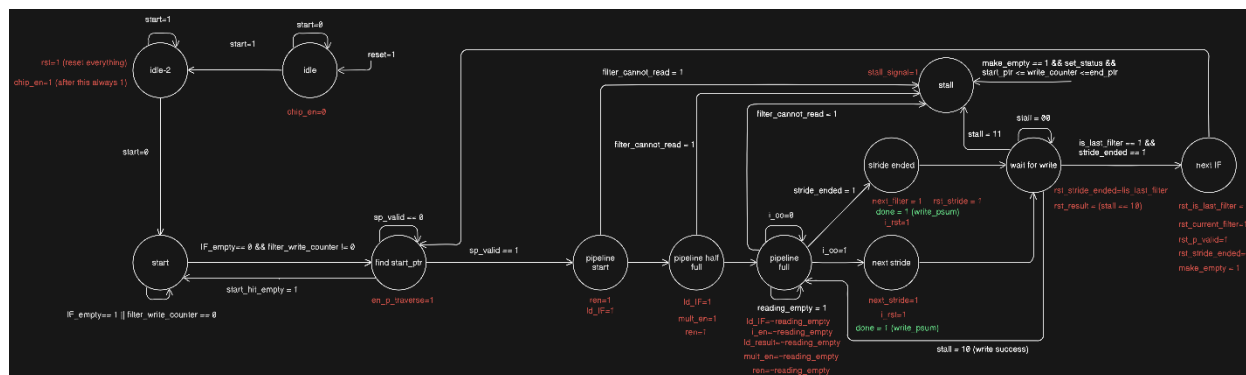 start=1
start=0
start=1
reset=1
rst=1 (reset everything)
idle-2
idle
chip_en=1 (after this always 1)
chip_en=0
start=0
start
IF_empty== 0 && filter_write_counter != 0
start_hit_empty = 1
IF_empty== 1 || filter_write_counter == 0
sp_valid == 0
find start_ptr
en_p_traverse=1
sp_valid == 1
pipeline
start
ren=1
ld_IF=1
filter_cannot_read = 1
pipeline half
full
ld_IF=1
mult_en=1
ren=1
filter_cannot_read = 1
filter_cannot_read = 1
i_co=0
pipeline
full
reading_empty = 1
ld_IF=~reading_empty
i_en=~reading_empty
ld_result=~reading_empty
mult_en=~reading_empty
ren=~reading_empty
stride_ended = 1
i_co=1
stall_signal=1
stall
make_empty == 1 && set_status &&
start_ptr <= write_counter <=end_ptr
stride ended
next_filter = 1 rst_stride = 1
done = 1 (write_psum)
i_rst=1
next stride
next_stride=1
i_rst=1
done = 1 (write_psum)
stall = 11
stall = 00
wait for write
stall = 10 (write success)
is_last_filter == 1 &&
stride_ended == 1
rst_stride_ended=!is_last_filter
rst_result = (stall == 10)
next IF
rst_is_last_filter =
rst_current_filter=
rst_p_valid=1
rst_stride_ended=
make_empty = 1